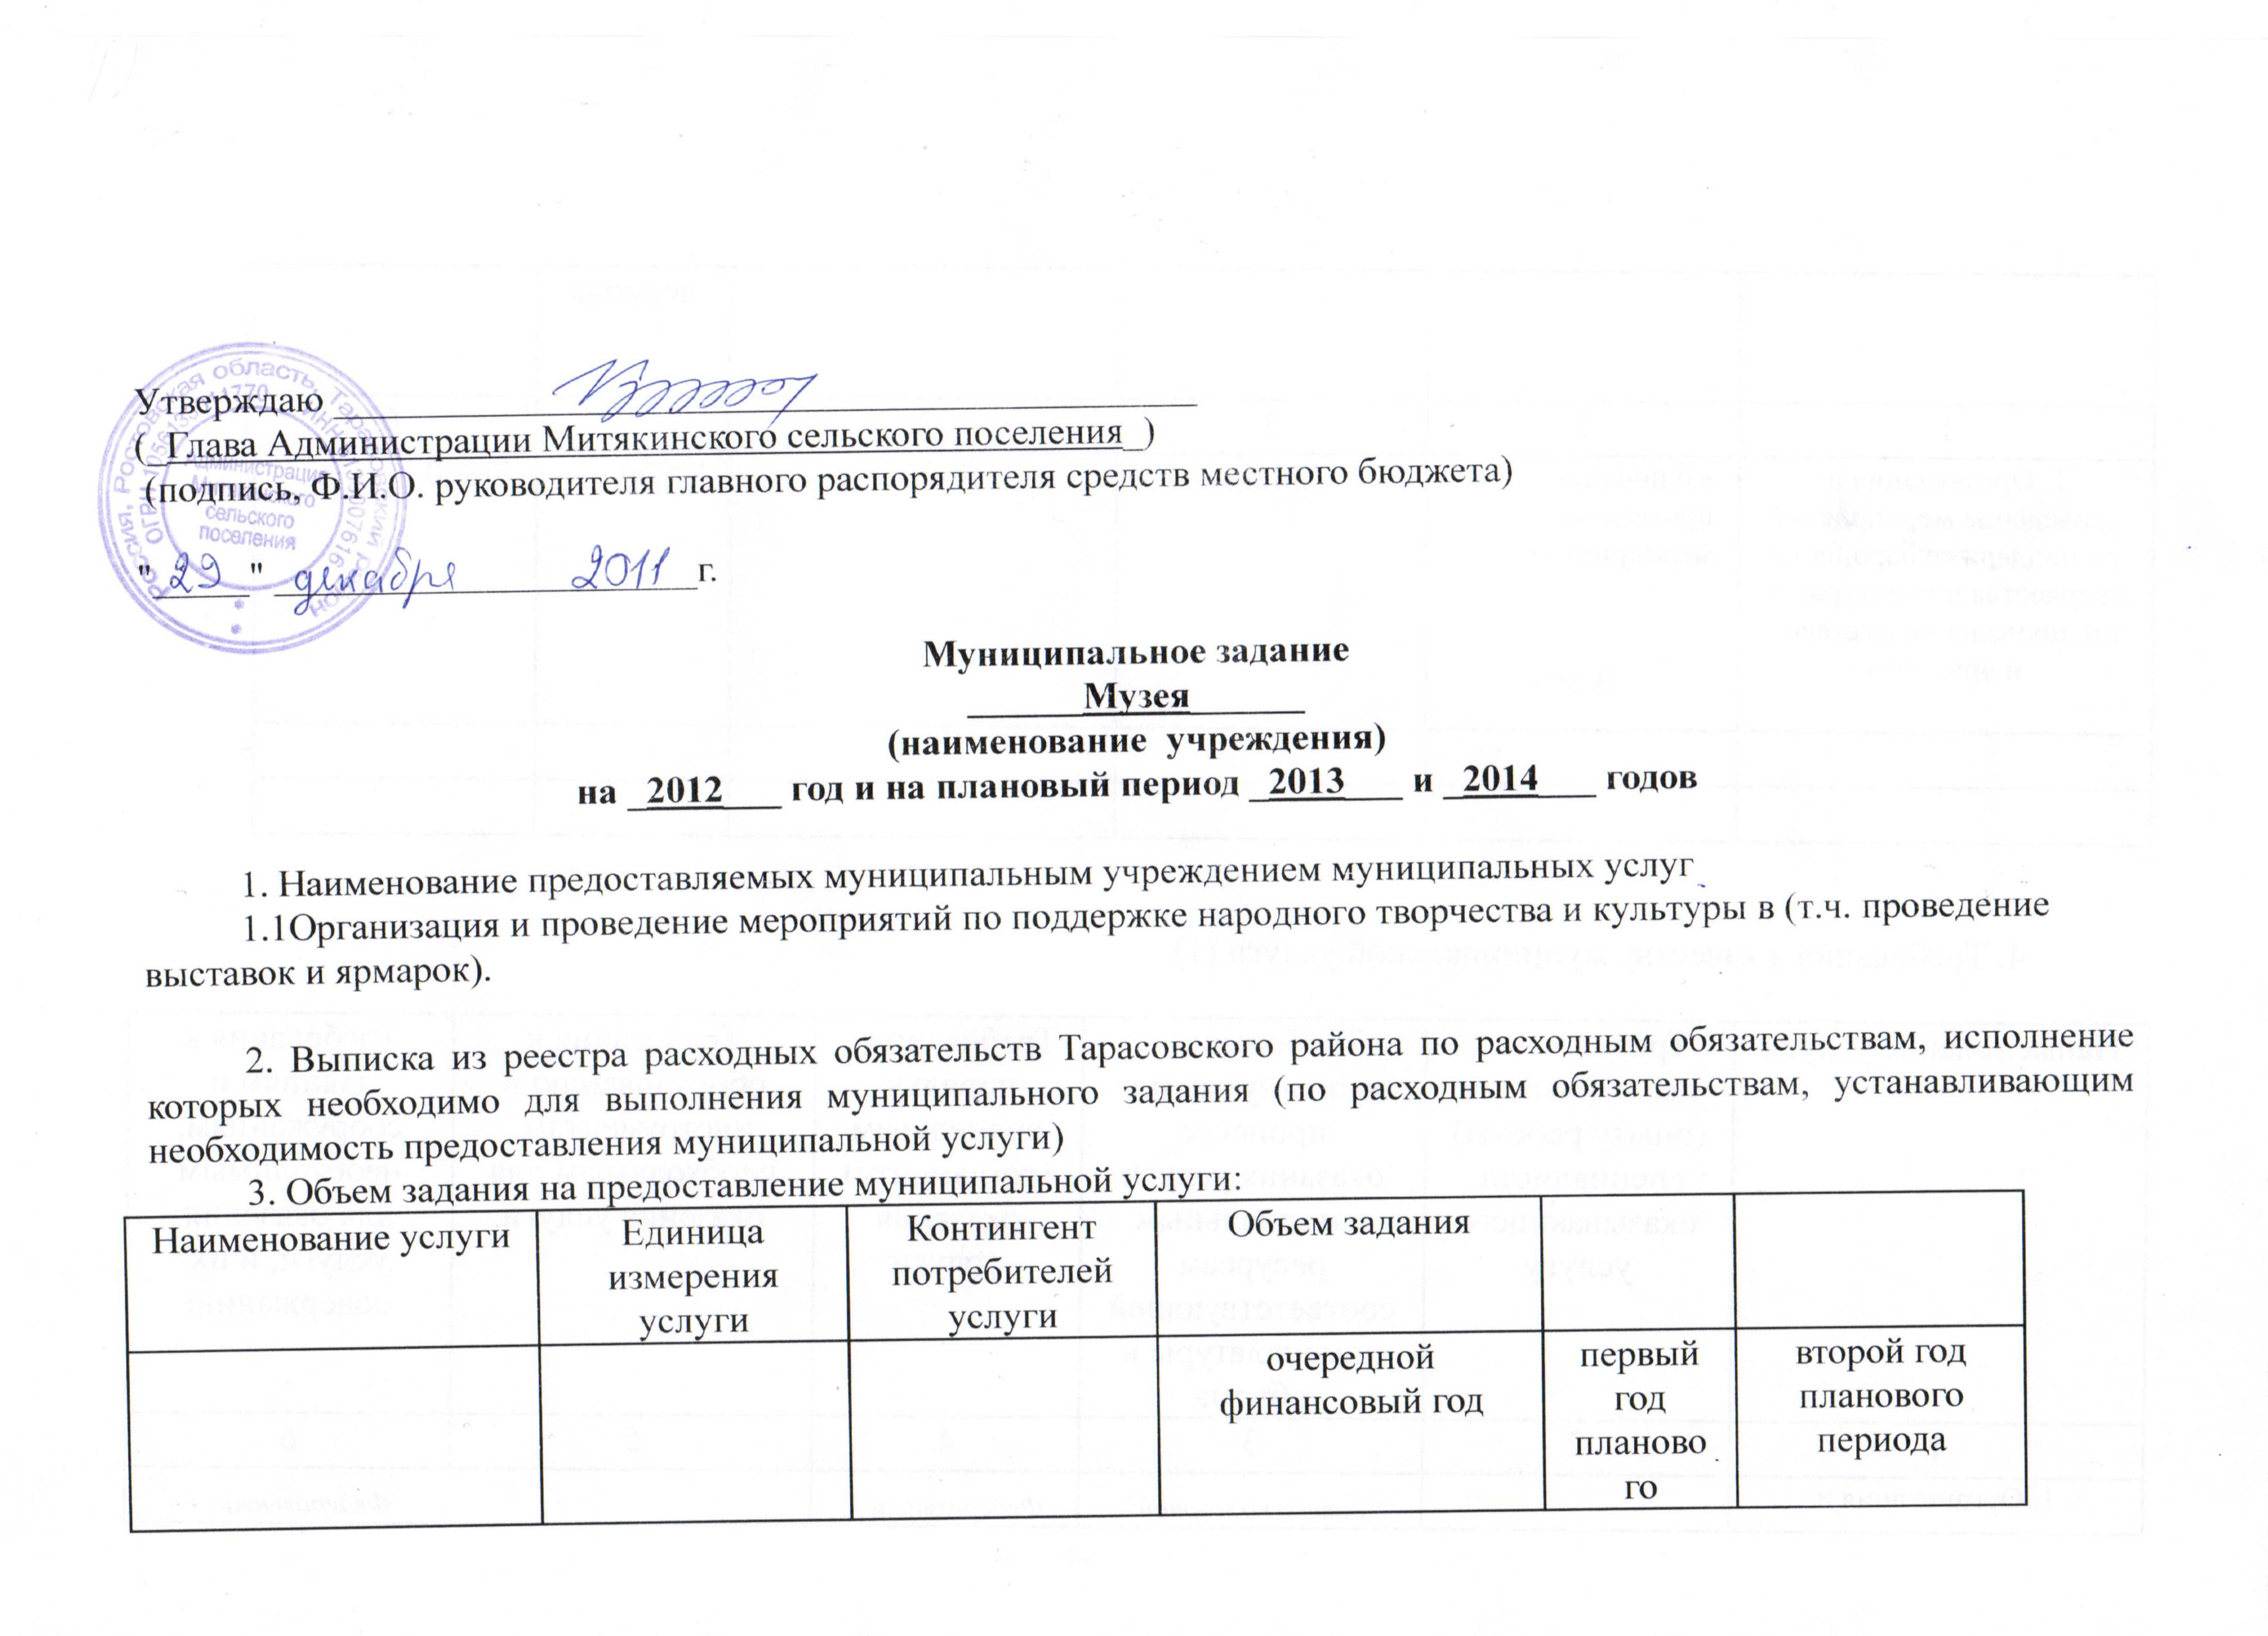 Утверждаю
(_Глава Администрации Митякинского сельского поселения_)
(подпись, Ф.И.О. руководителя главного распорядителя средств местного бюджета)
Администрация
сельского
поселения
"29" декабря 2011 г.
Муниципальное задание
Музея
(наименование учреждения)
на 2012 год и на плановый период 2013 и 2014 годов
1. Наименование предоставляемых муниципальным учреждением муниципальных услуг
1.1Организация и проведение мероприятий по поддержке народного творчества и культуры в (т.ч. проведение
выставок и ярмарок).
2. Выписка из реестра расходных обязательств Тарасовского района по расходным обязательствам, исполнение
которых необходимо для выполнения муниципального задания (по расходным обязательствам, устанавливающим
необходимость предоставления муниципальной услуги)
3. Объем задания на предоставление муниципальной услуги:
Наименование услуги
Единица
измерения
услуги
Контингент
потребителей
услуги
Объем задания
очередной
финансовый год
первый
год
планово
го
второй год
планового
периода